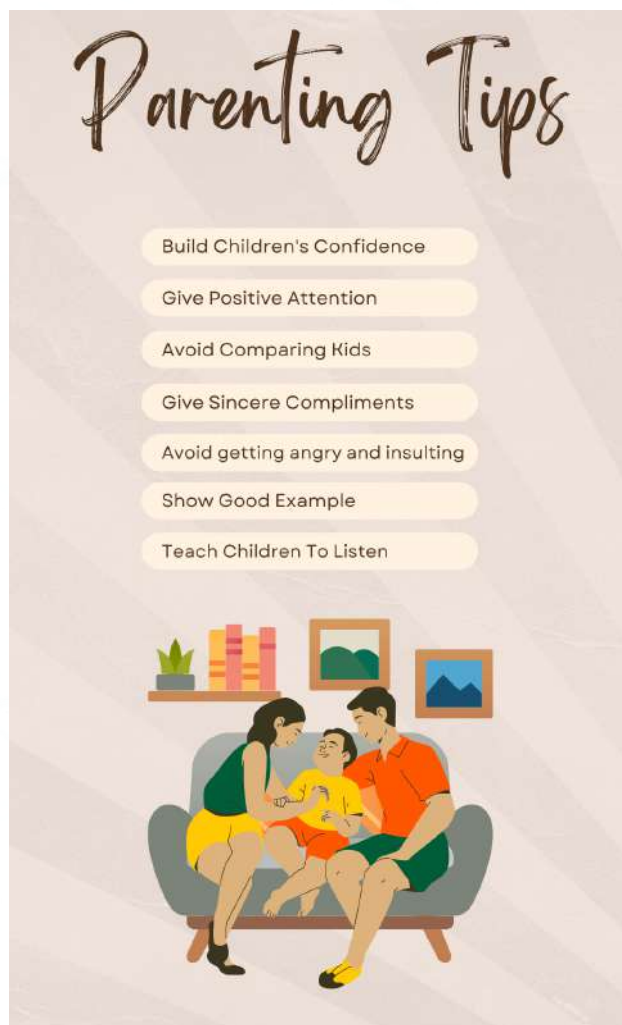 Parenting Tips
Build Children's Confidence
Give Positive Attention
Avoid Comparing Kids
Give Sincere Compliments
Avoid getting angry and insulting
Show Good Example
Teach Children To Listen